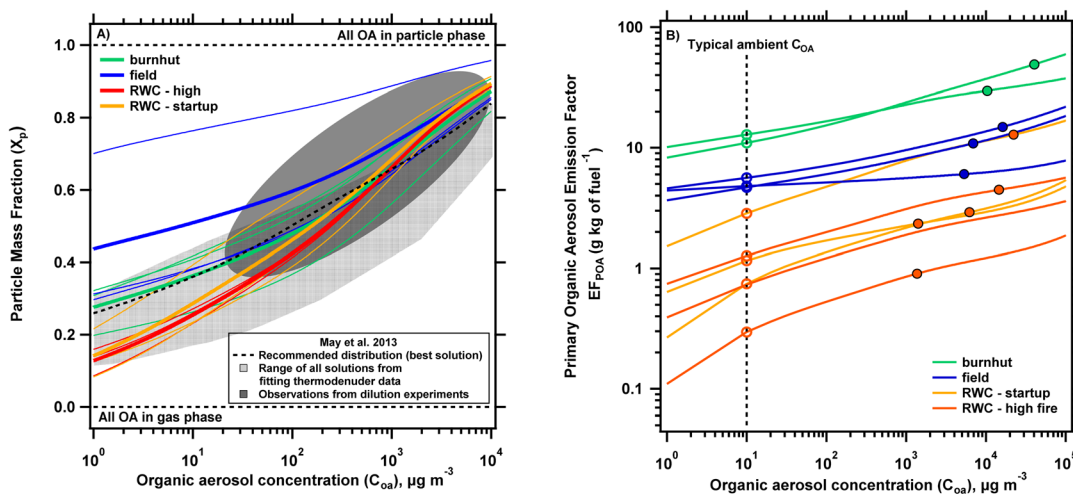 A)
All OA in particle phase
burnhut
field
RWC - high
RWC - startup
1.0
0.8
0.6
0.4
0.2
0.0
Particle Mass Fraction (Xp)
May et al. 2013
Recommended distribution (best solution)
Range of all solutions from
fitting thermodenuder data
Observations from dilution experiments
All OA in gas phase
10^0
10^1
10^2
10^3
10^4
Organic aerosol concentration (Coa), µg m^-3
B)
Typical ambient COA
100
10
1
0.1
Primary Organic Aerosol Emission Factor
EFPOA (g kg of fuel^-1)
burnhut
field
RWC - startup
RWC - high fire
10^0
10^1
10^2
10^3
10^4
10^5
Organic aerosol concentration (Coa), µg m^-3